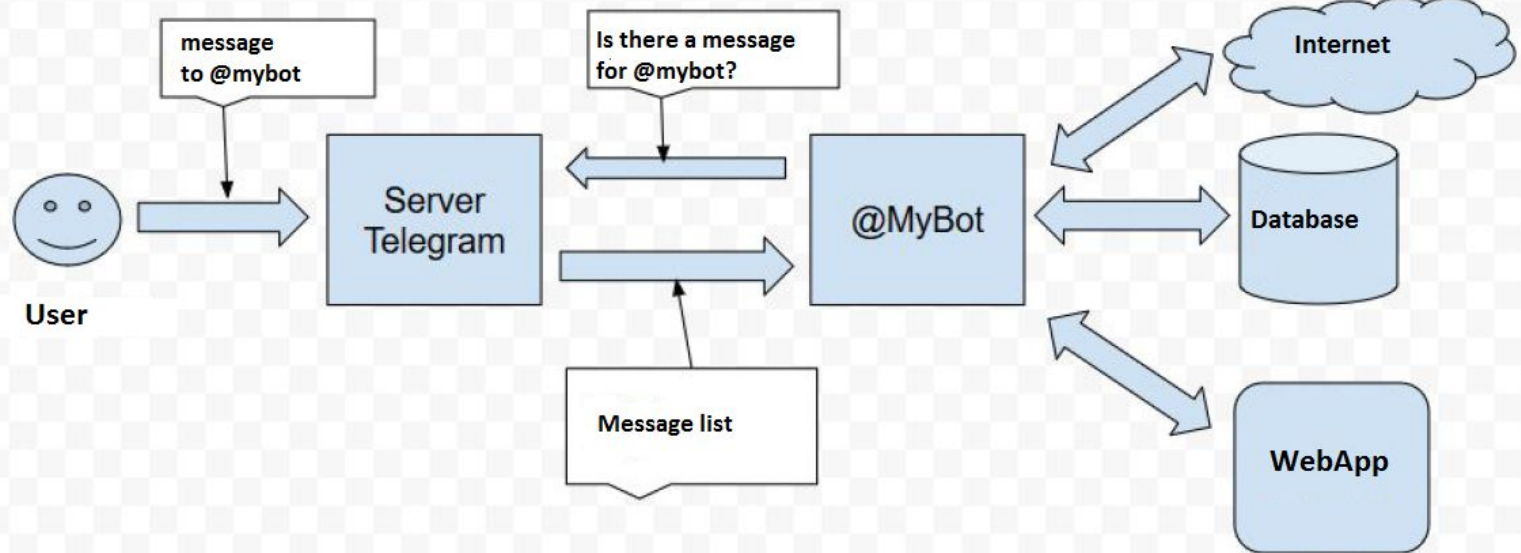 message
to @mybot
Is there a message
for @mybot?
Internet
Server
Telegram
@MyBot
Database
User
Message list
WebApp